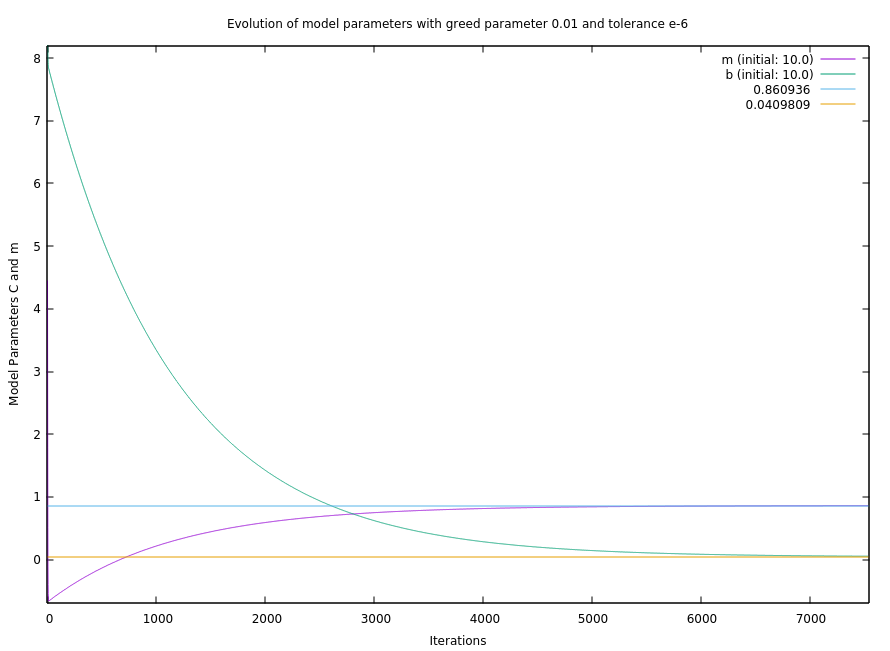 Evolution of model parameters with greed parameter 0.01 and tolerance e-6
m (initial: 10.0)
b (initial: 10.0)
0.860936
0.0409809
8
7
6
5
4
3
2
1
0
Model Parameters C and m
0 1000 2000 3000 4000 5000 6000 7000
Iterations